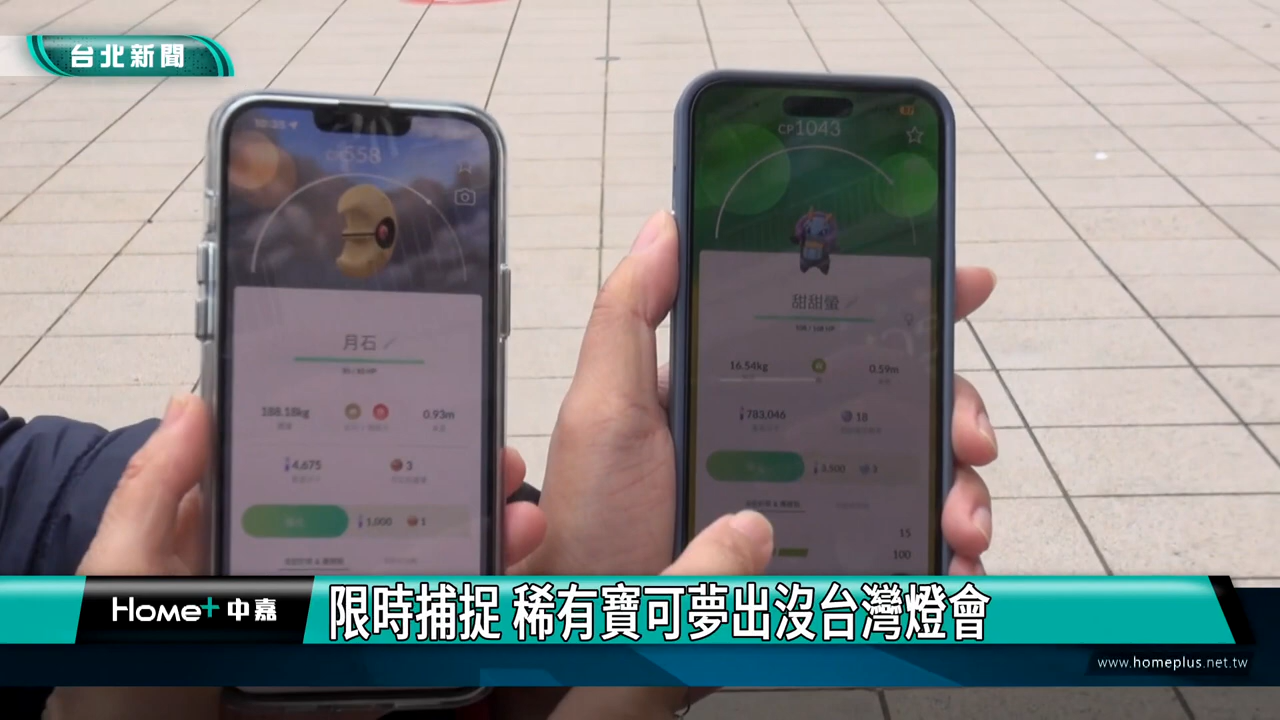 台北新聞
CP558
月石
188.18kg
0.93m
4,675
3
1,000
1
CP1043
甜甜螢
16.54kg
0.59m
783,046
18
3,500
3
15
100
Home+中嘉
限時捕捉 稀有寶可夢出沒台灣燈會
www.homeplus.net.tw